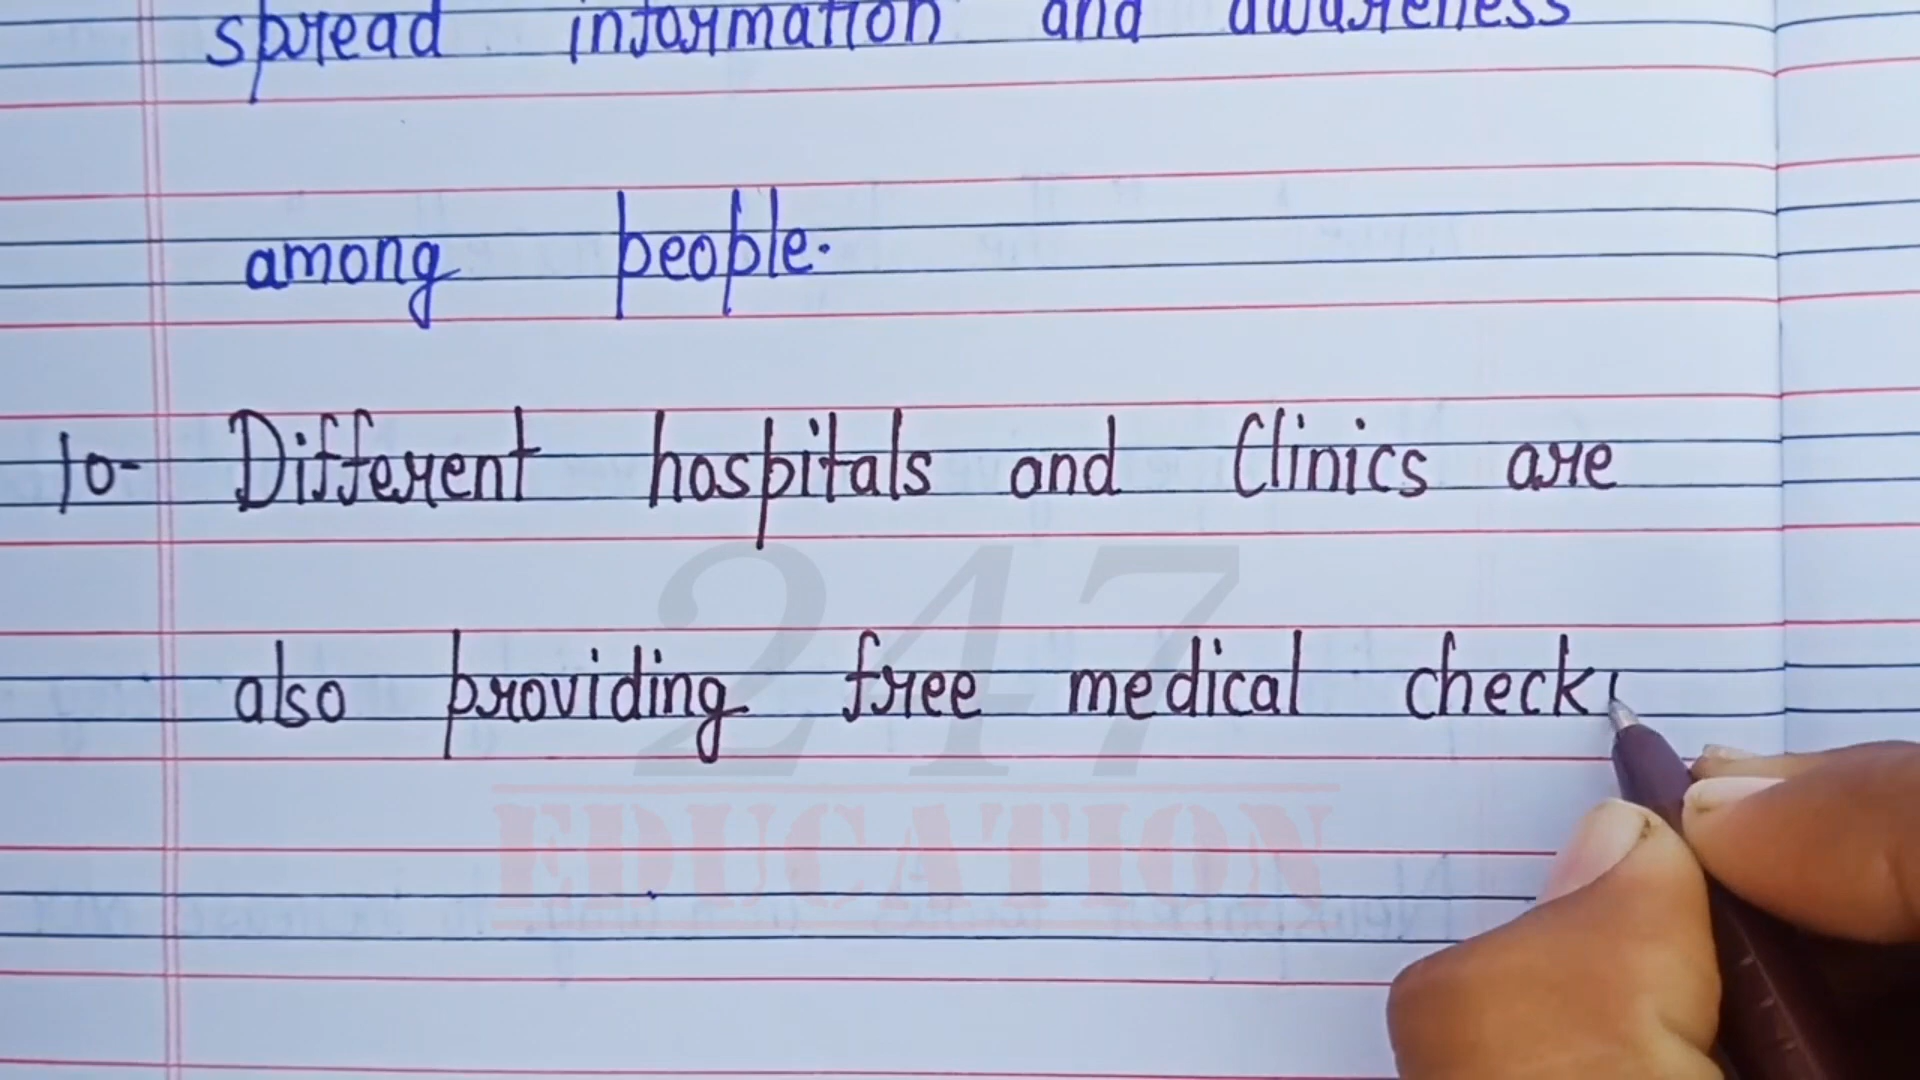 spread information and awareness
among people.
10- Different hospitals and Clinics are
also providing free medical check
247
EDUCATION